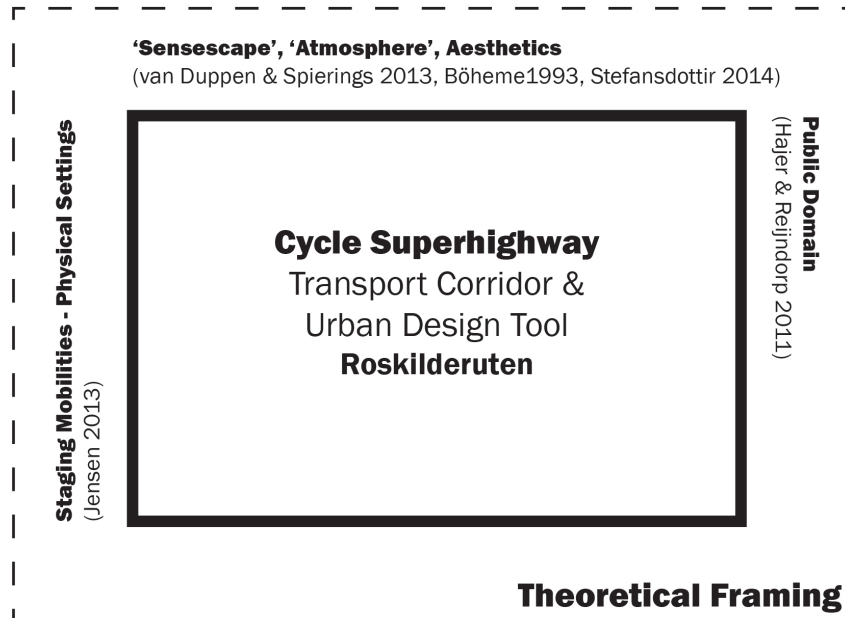 ‘Sensescape’, ‘Atmosphere’, Aesthetics
(van Duppen & Spierings 2013, Böheme1993, Stefansdottir 2014)
Staging Mobilities - Physical Settings
(Jensen 2013)
Cycle Superhighway
Transport Corridor &
Urban Design Tool
Roskilderuten
Public Domain
(Hajer & Reijndorp 2011)
Theoretical Framing